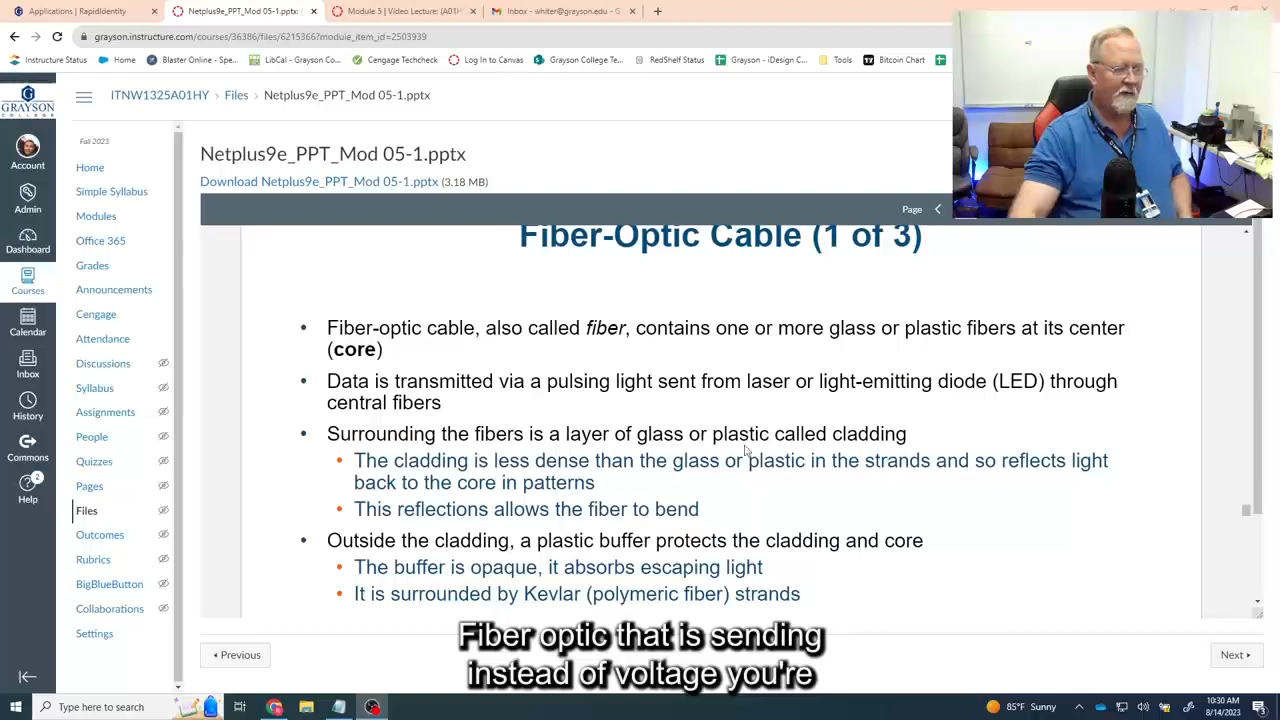 Applications | RapidIdentity
Netplus9e_PPT_Mod 05-1.pptx:
Module 5 | Video Lecture: (A01H
Inbox - whiter@grayson.edu - G
grayson.instructure.com/courses/36386/files/6215366?module_item_id=2503939
Instructure Status
Home
Blaster Online - Spe...
LibCal - Grayson Co...
Cengage Techcheck
Log In to Canvas
Grayson College Te...
RedShelf Status
Grayson - iDesign C...
Tools
Bitcoin Chart
GRAYSON
COLLEGE
ITNW1325A01HY > Files > Netplus9e_PPT_Mod 05-1.pptx
Account
Admin
Dashboard
Courses
Calendar
Inbox
History
Commons
2
Help
Fall 2023
Home
Simple Syllabus
Modules
Office 365
Grades
Announcements
Cengage
Attendance
Discussions
Syllabus
Assignments
People
Quizzes
Pages
Files
Outcomes
Rubrics
BigBlueButton
Collaborations
Settings
Netplus9e_PPT_Mod 05-1.pptx
Download Netplus9e_PPT_Mod 05-1.pptx (3.18 MB)
Page
Fiber-Optic Cable (1 of 3)
• Fiber-optic cable, also called fiber, contains one or more glass or plastic fibers at its center
(core)
• Data is transmitted via a pulsing light sent from laser or light-emitting diode (LED) through
central fibers
• Surrounding the fibers is a layer of glass or plastic called cladding
• The cladding is less dense than the glass or plastic in the strands and so reflects light
back to the core in patterns
• This reflections allows the fiber to bend
• Outside the cladding, a plastic buffer protects the cladding and core
• The buffer is opaque, it absorbs escaping light
• It is surrounded by Kevlar (polymeric fiber) strands
Fiber optic that is sending
instead of voltage you're
Previous
Next
Type here to search
85°F Sunny
10:30 AM
8/14/2023
3